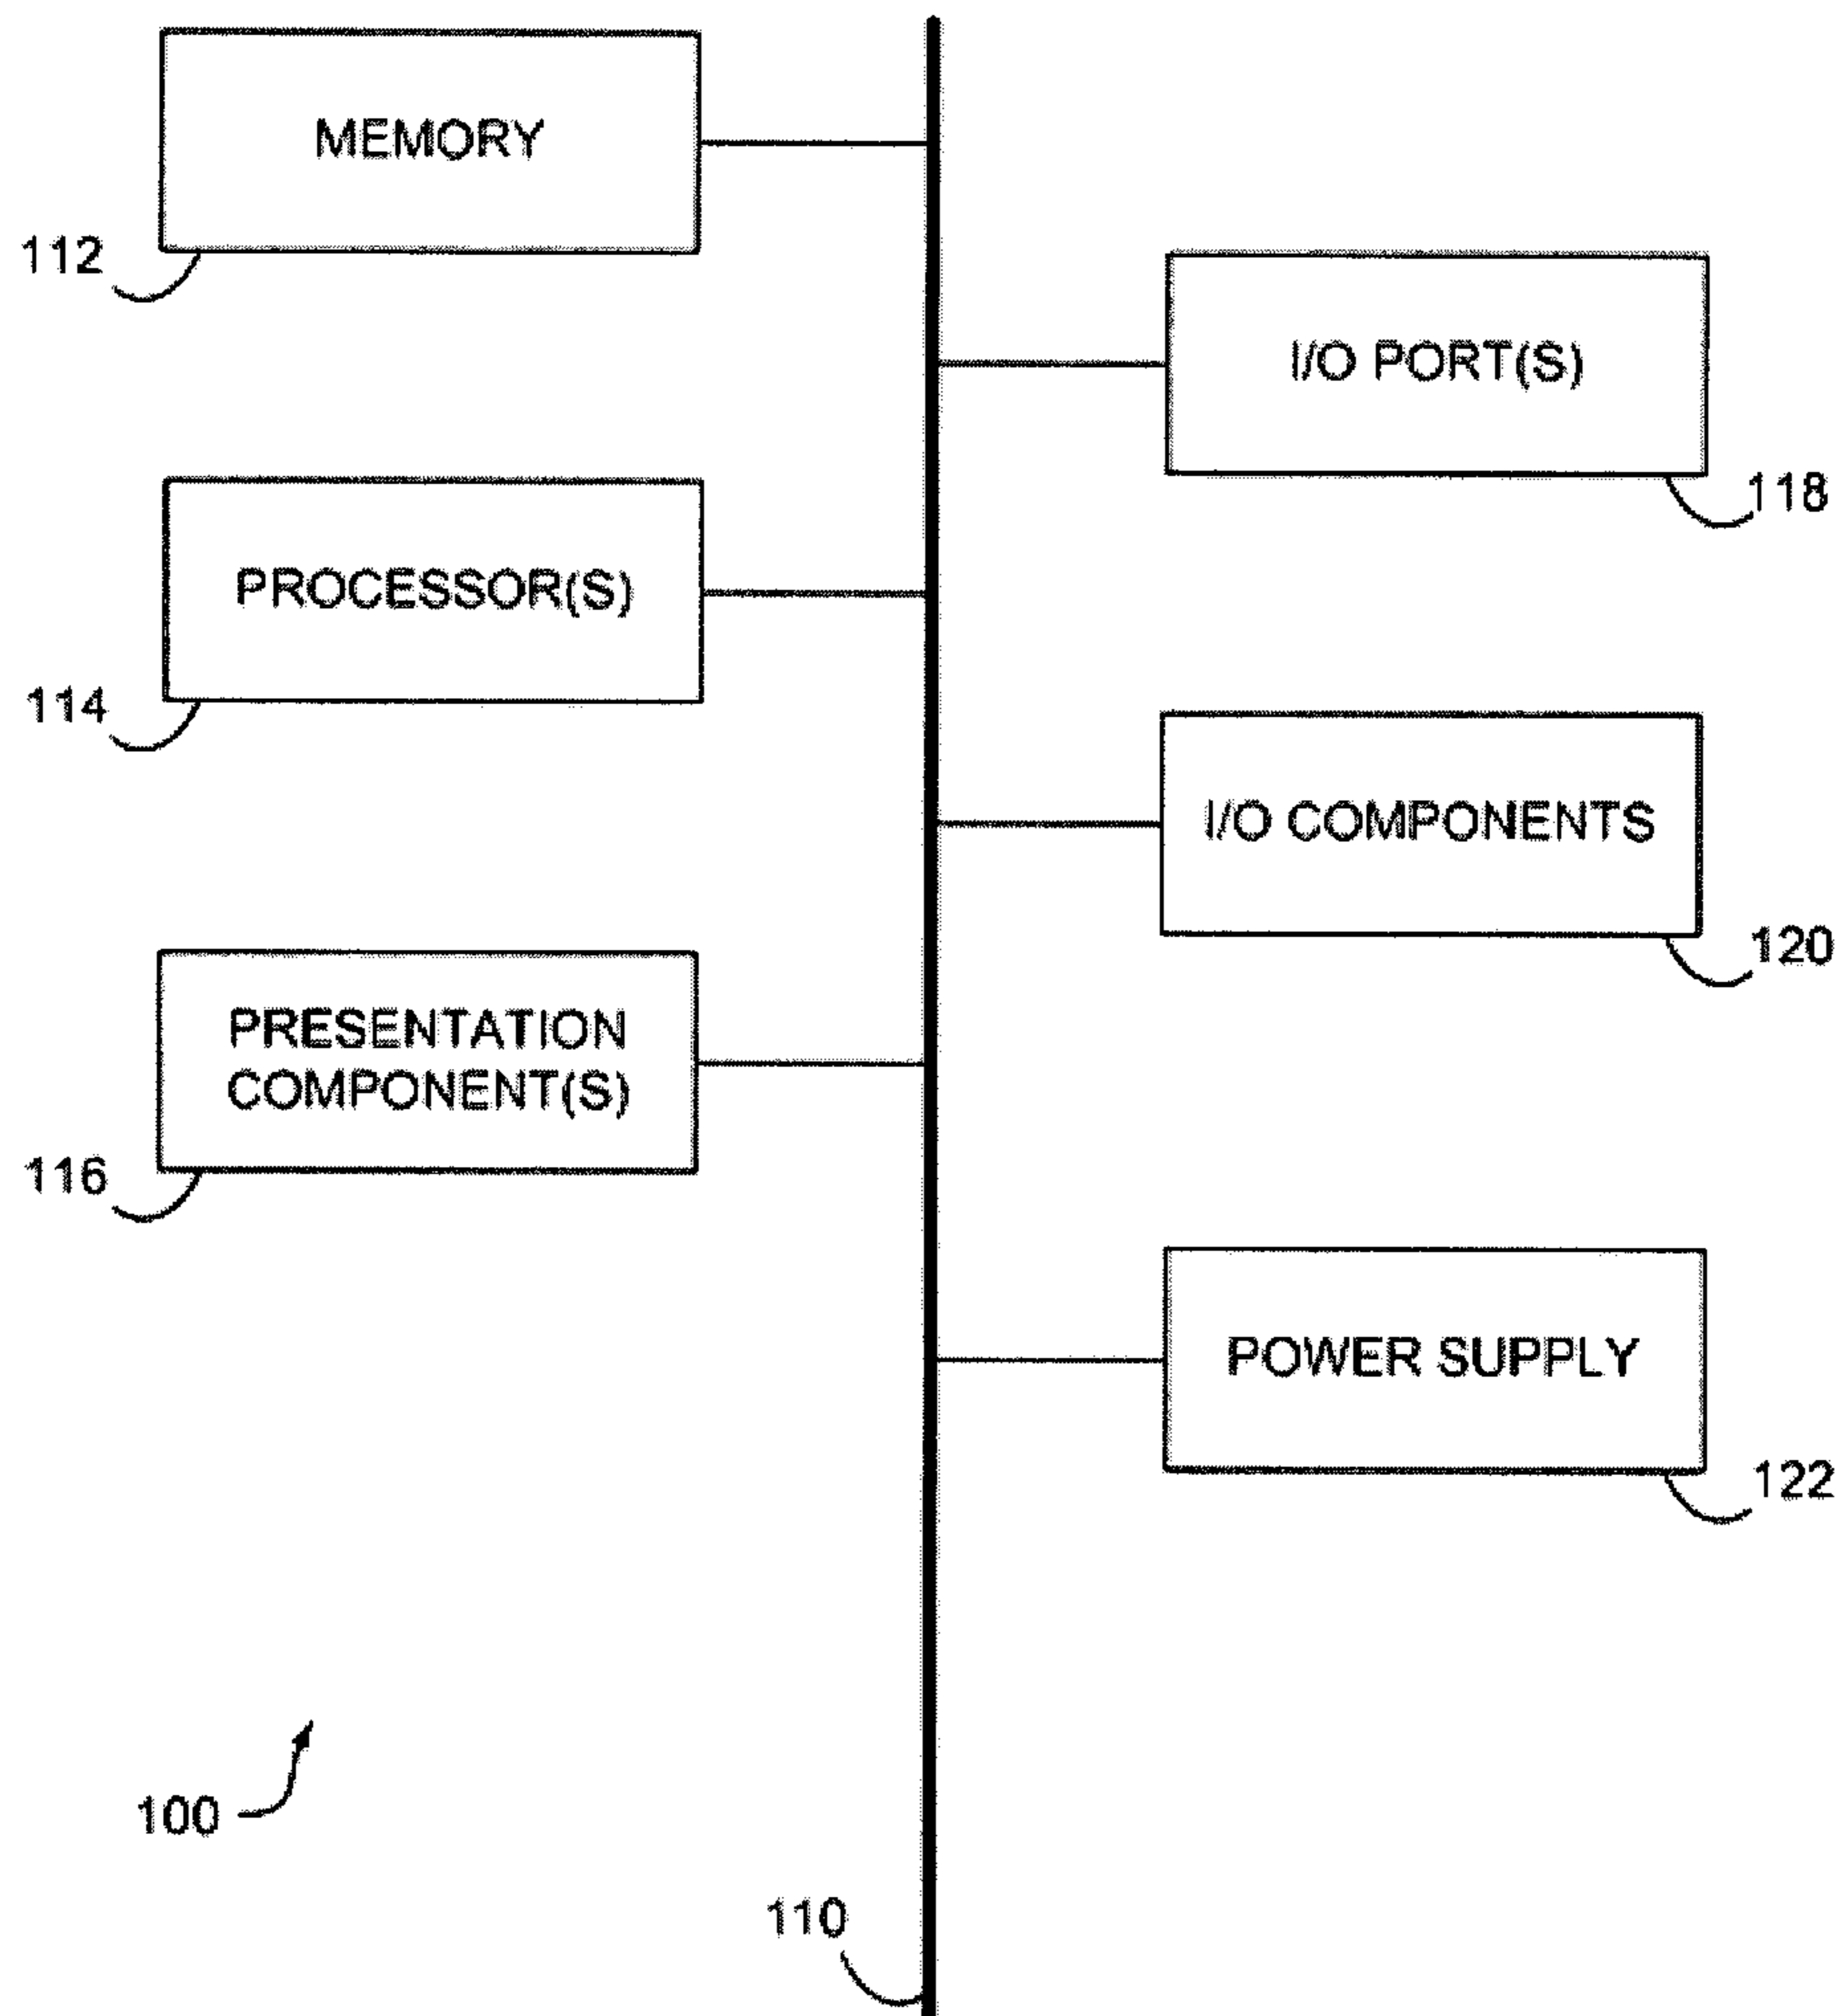 MEMORY
112
I/O PORT(S)
118
PROCESSOR(S)
114
I/O COMPONENTS
120
PRESENTATION
COMPONENT(S)
116
POWER SUPPLY
122
100
110